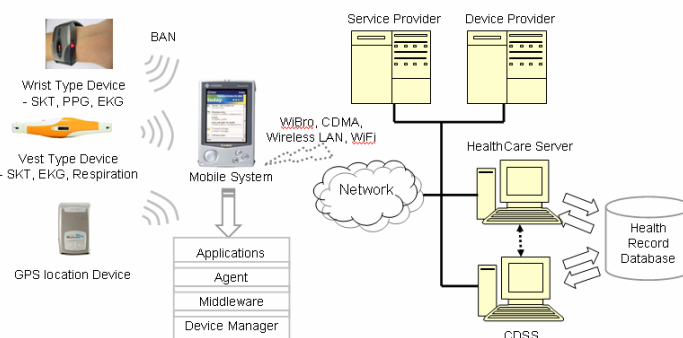 BAN
Wrist Type Device
- SKT, PPG, EKG
Vest Type Device
- SKT, EKG, Respiration
GPS location Device
Mobile System
WiBro, CDMA,
Wireless LAN, WiFi
Applications
Agent
Middleware
Device Manager
Network
Service Provider
Device Provider
HealthCare Server
CDSS
Health
Record
Database